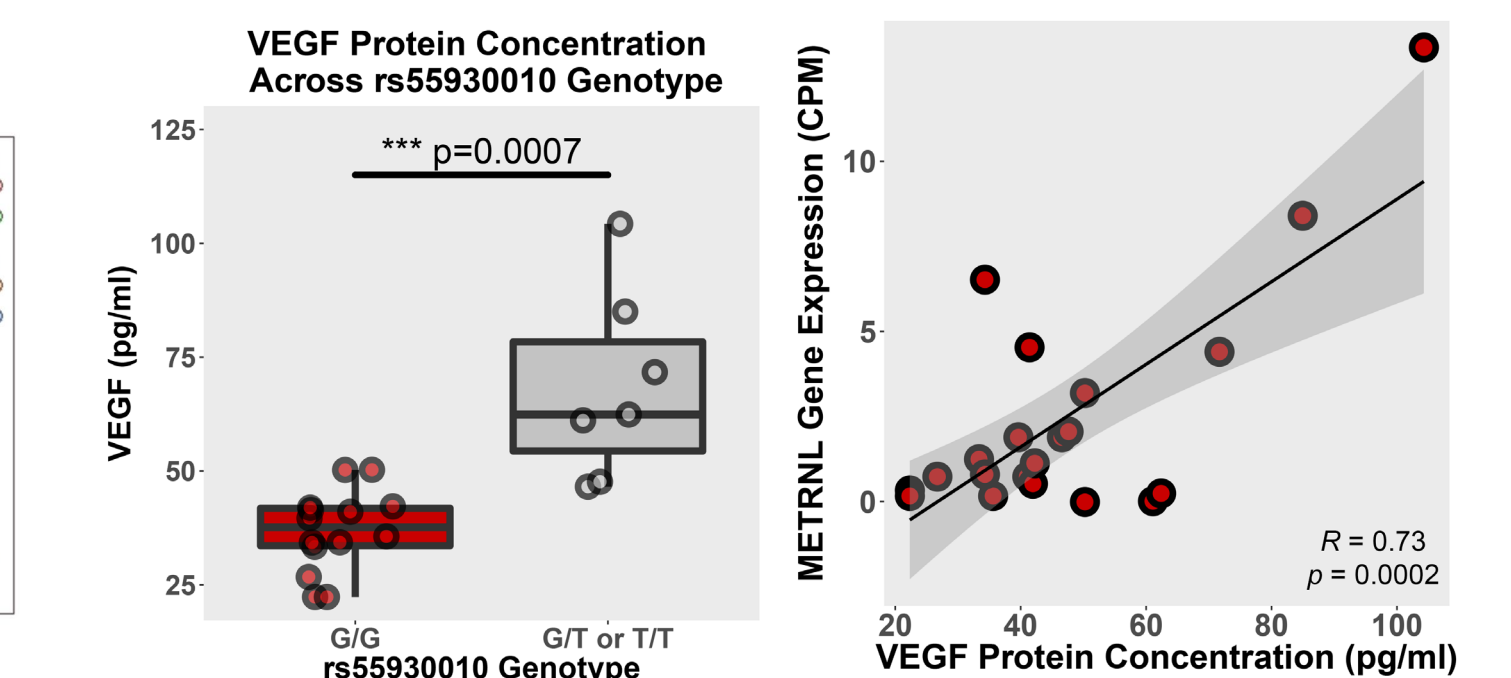 VEGF Protein Concentration
Across rs55930010 Genotype
*** p=0.0007
125
100
75
50
25
VEGF (pg/ml)
G/G
G/T or T/T
rs55930010 Genotype
METRNL Gene Expression (CPM)
10
5
0
R = 0.73
p = 0.0002
20 40 60 80 100
VEGF Protein Concentration (pg/ml)